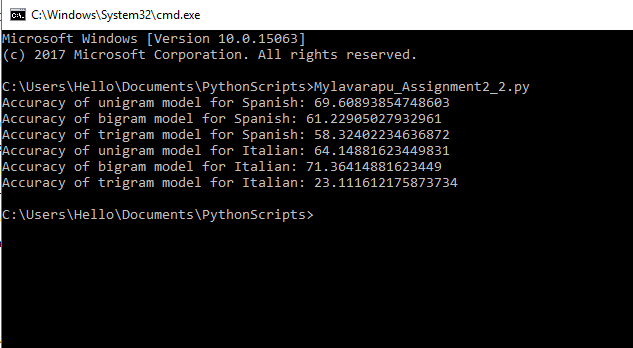 C:\Windows\System32\cmd.exe
Microsoft Windows [Version 10.0.15063]
(c) 2017 Microsoft Corporation. All rights reserved.
C:\Users\Hello\Documents\PythonScripts>Mylavarapu_Assignment2_2.py
Accuracy of unigram model for Spanish: 69.60893854748603
Accuracy of bigram model for Spanish: 61.22905027932961
Accuracy of trigram model for Spanish: 58.32402234636872
Accuracy of unigram model for Italian: 64.14881623449831
Accuracy of bigram model for Italian: 71.36414881623449
Accuracy of trigram model for Italian: 23.111612175873734
C:\Users\Hello\Documents\PythonScripts>